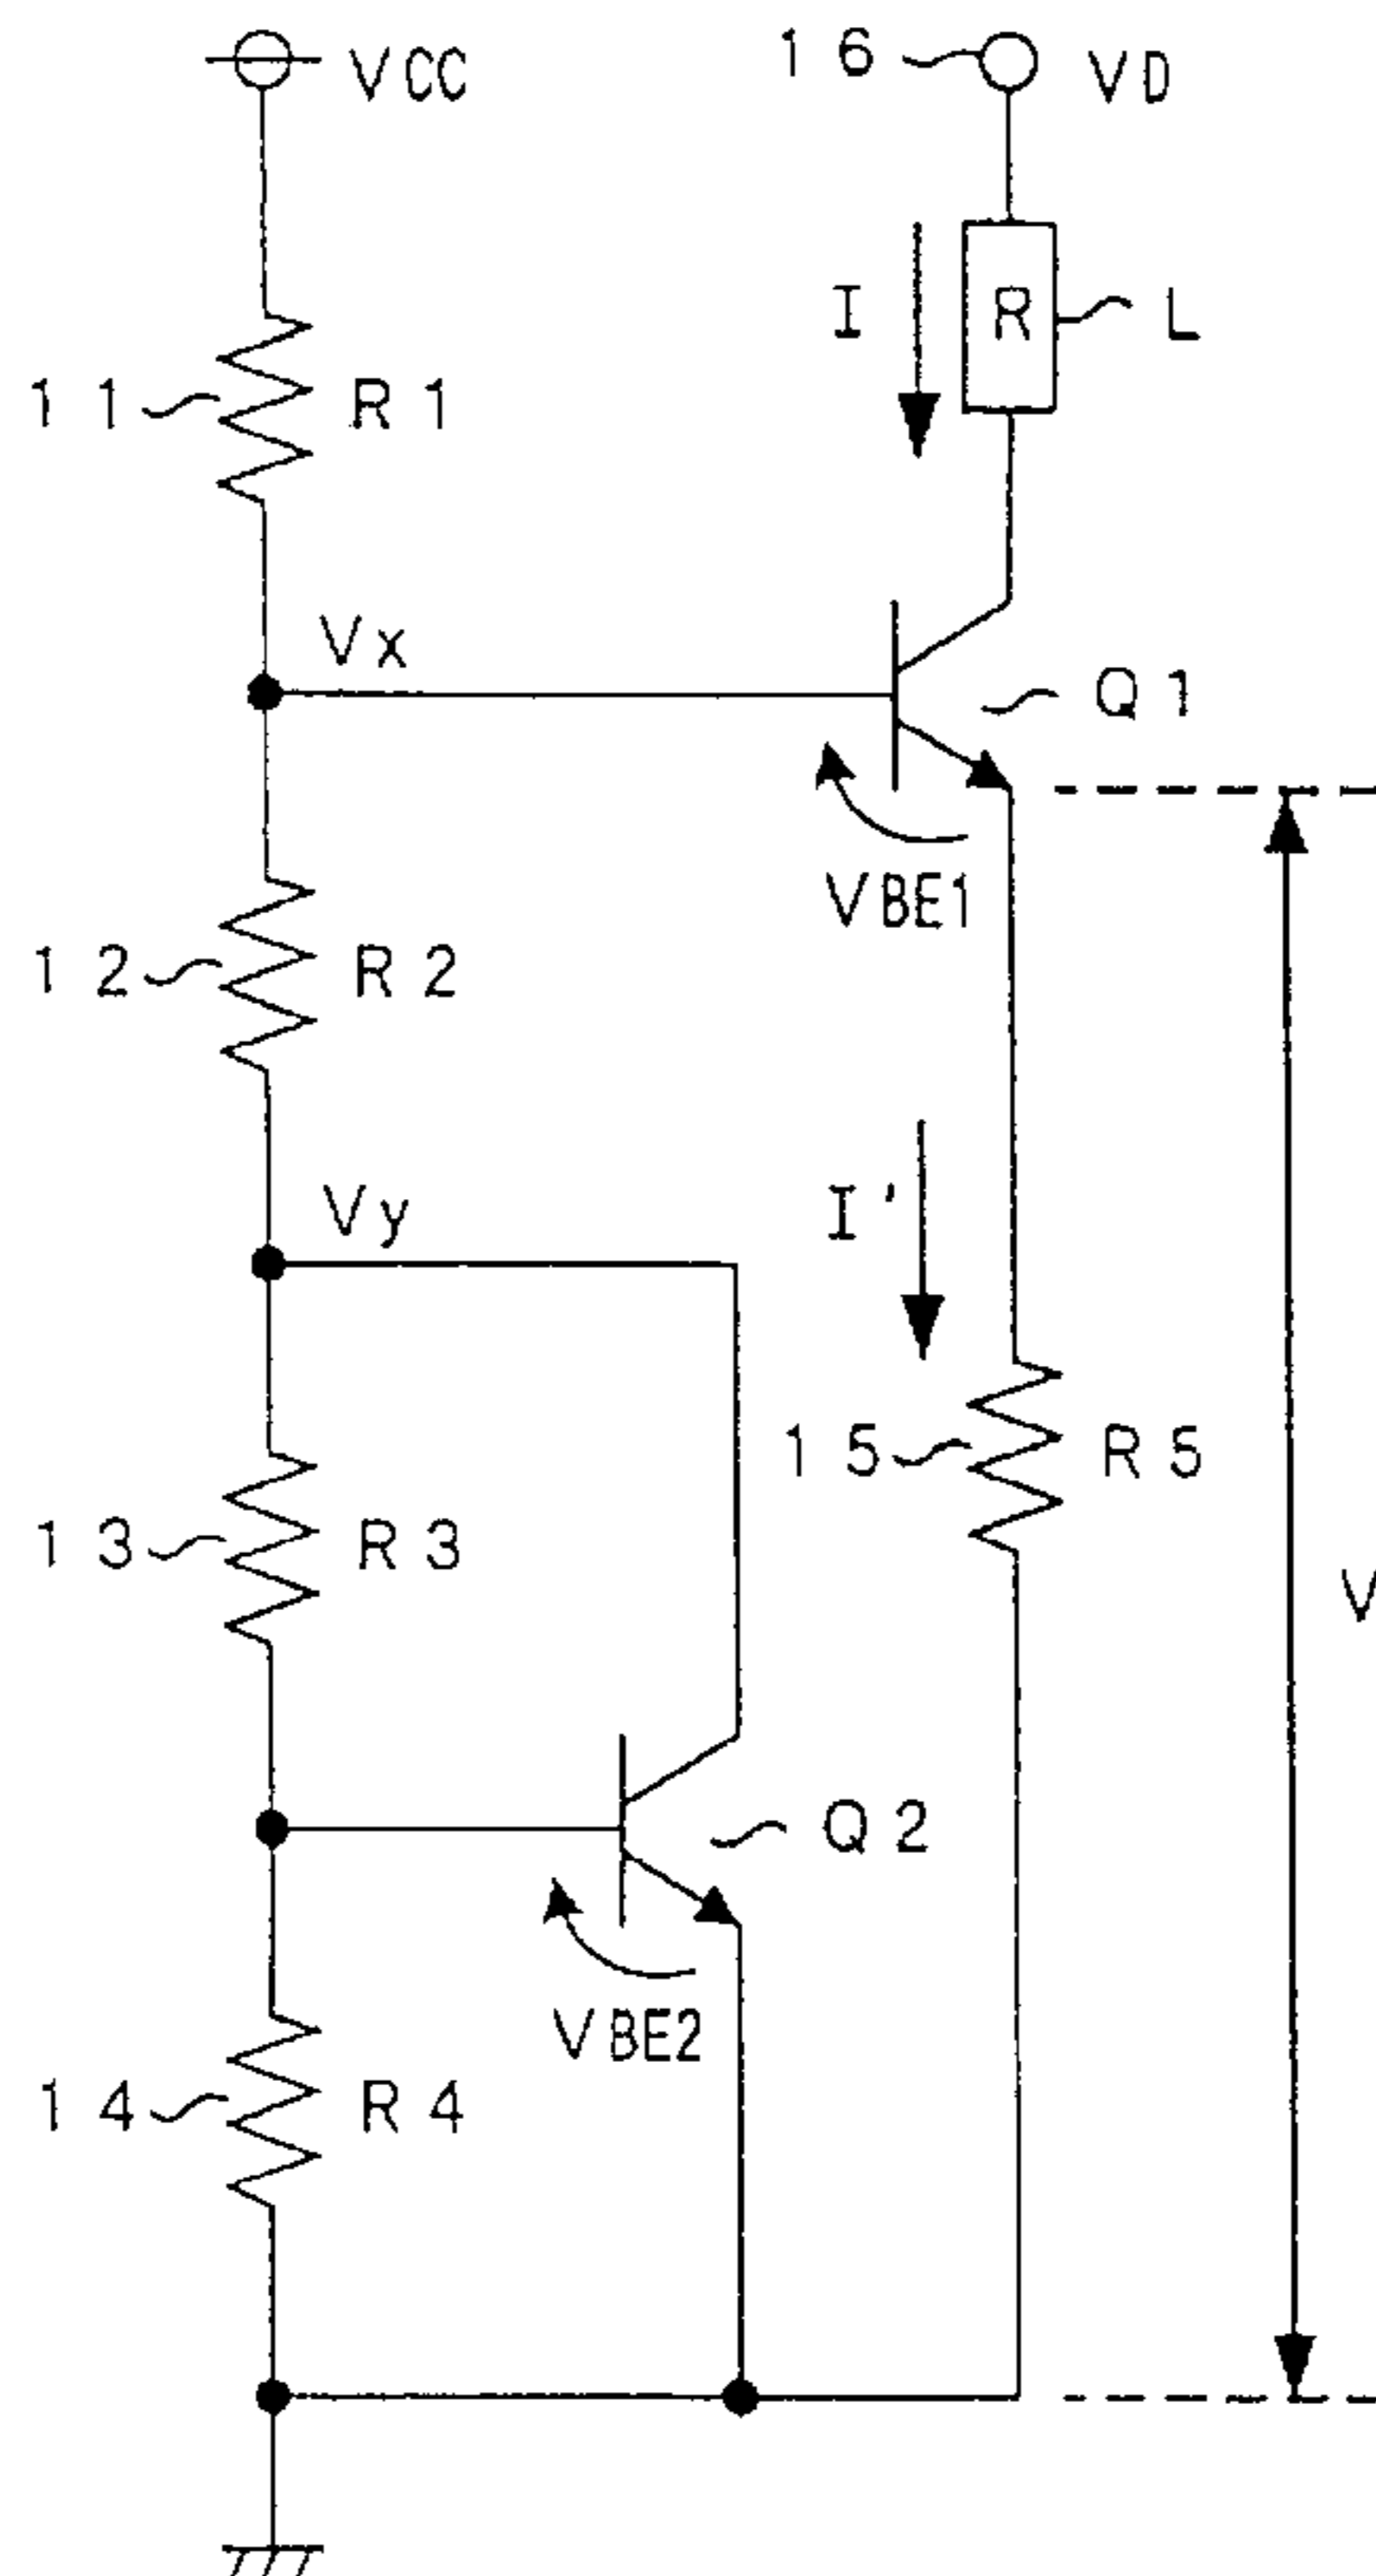 VCC
16 VD
I R L
11 R1
Vx
Q1
VBE1
12 R2
Vy
I'
15 R5
13 R3
V
Q2
VBE2
14 R4